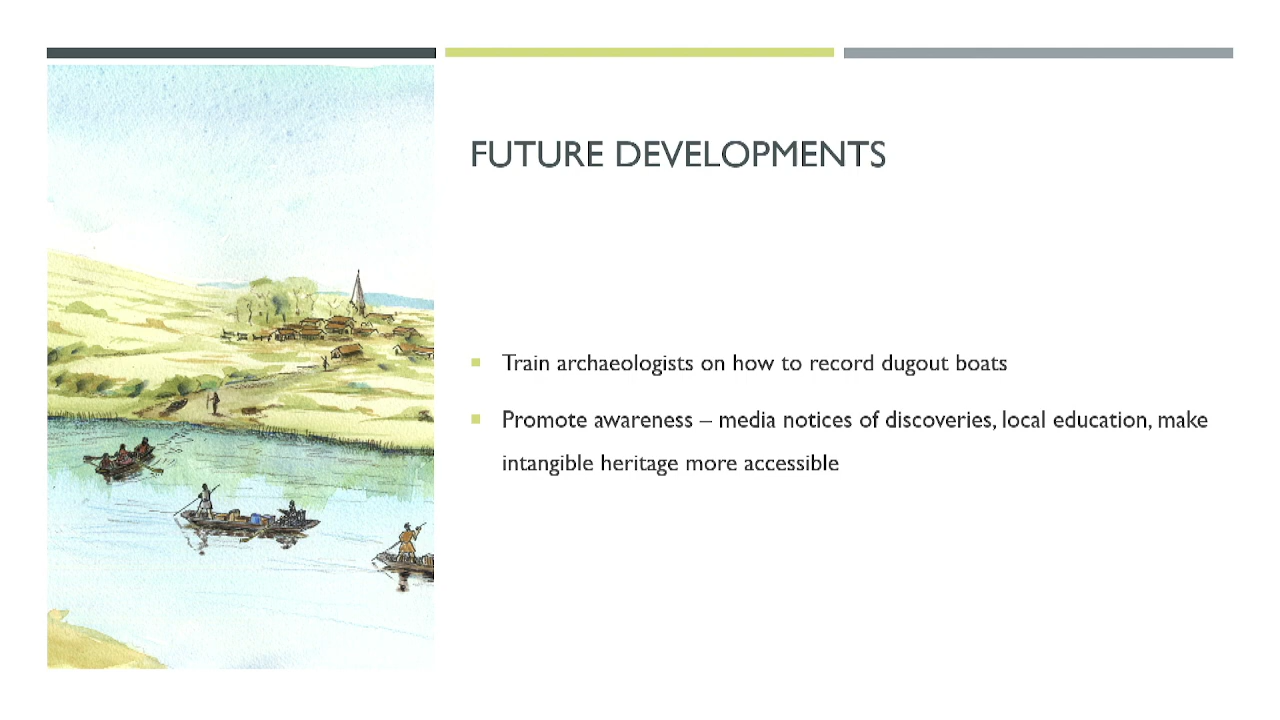 FUTURE DEVELOPMENTS
Train archaeologists on how to record dugout boats
Promote awareness – media notices of discoveries, local education, make
intangible heritage more accessible